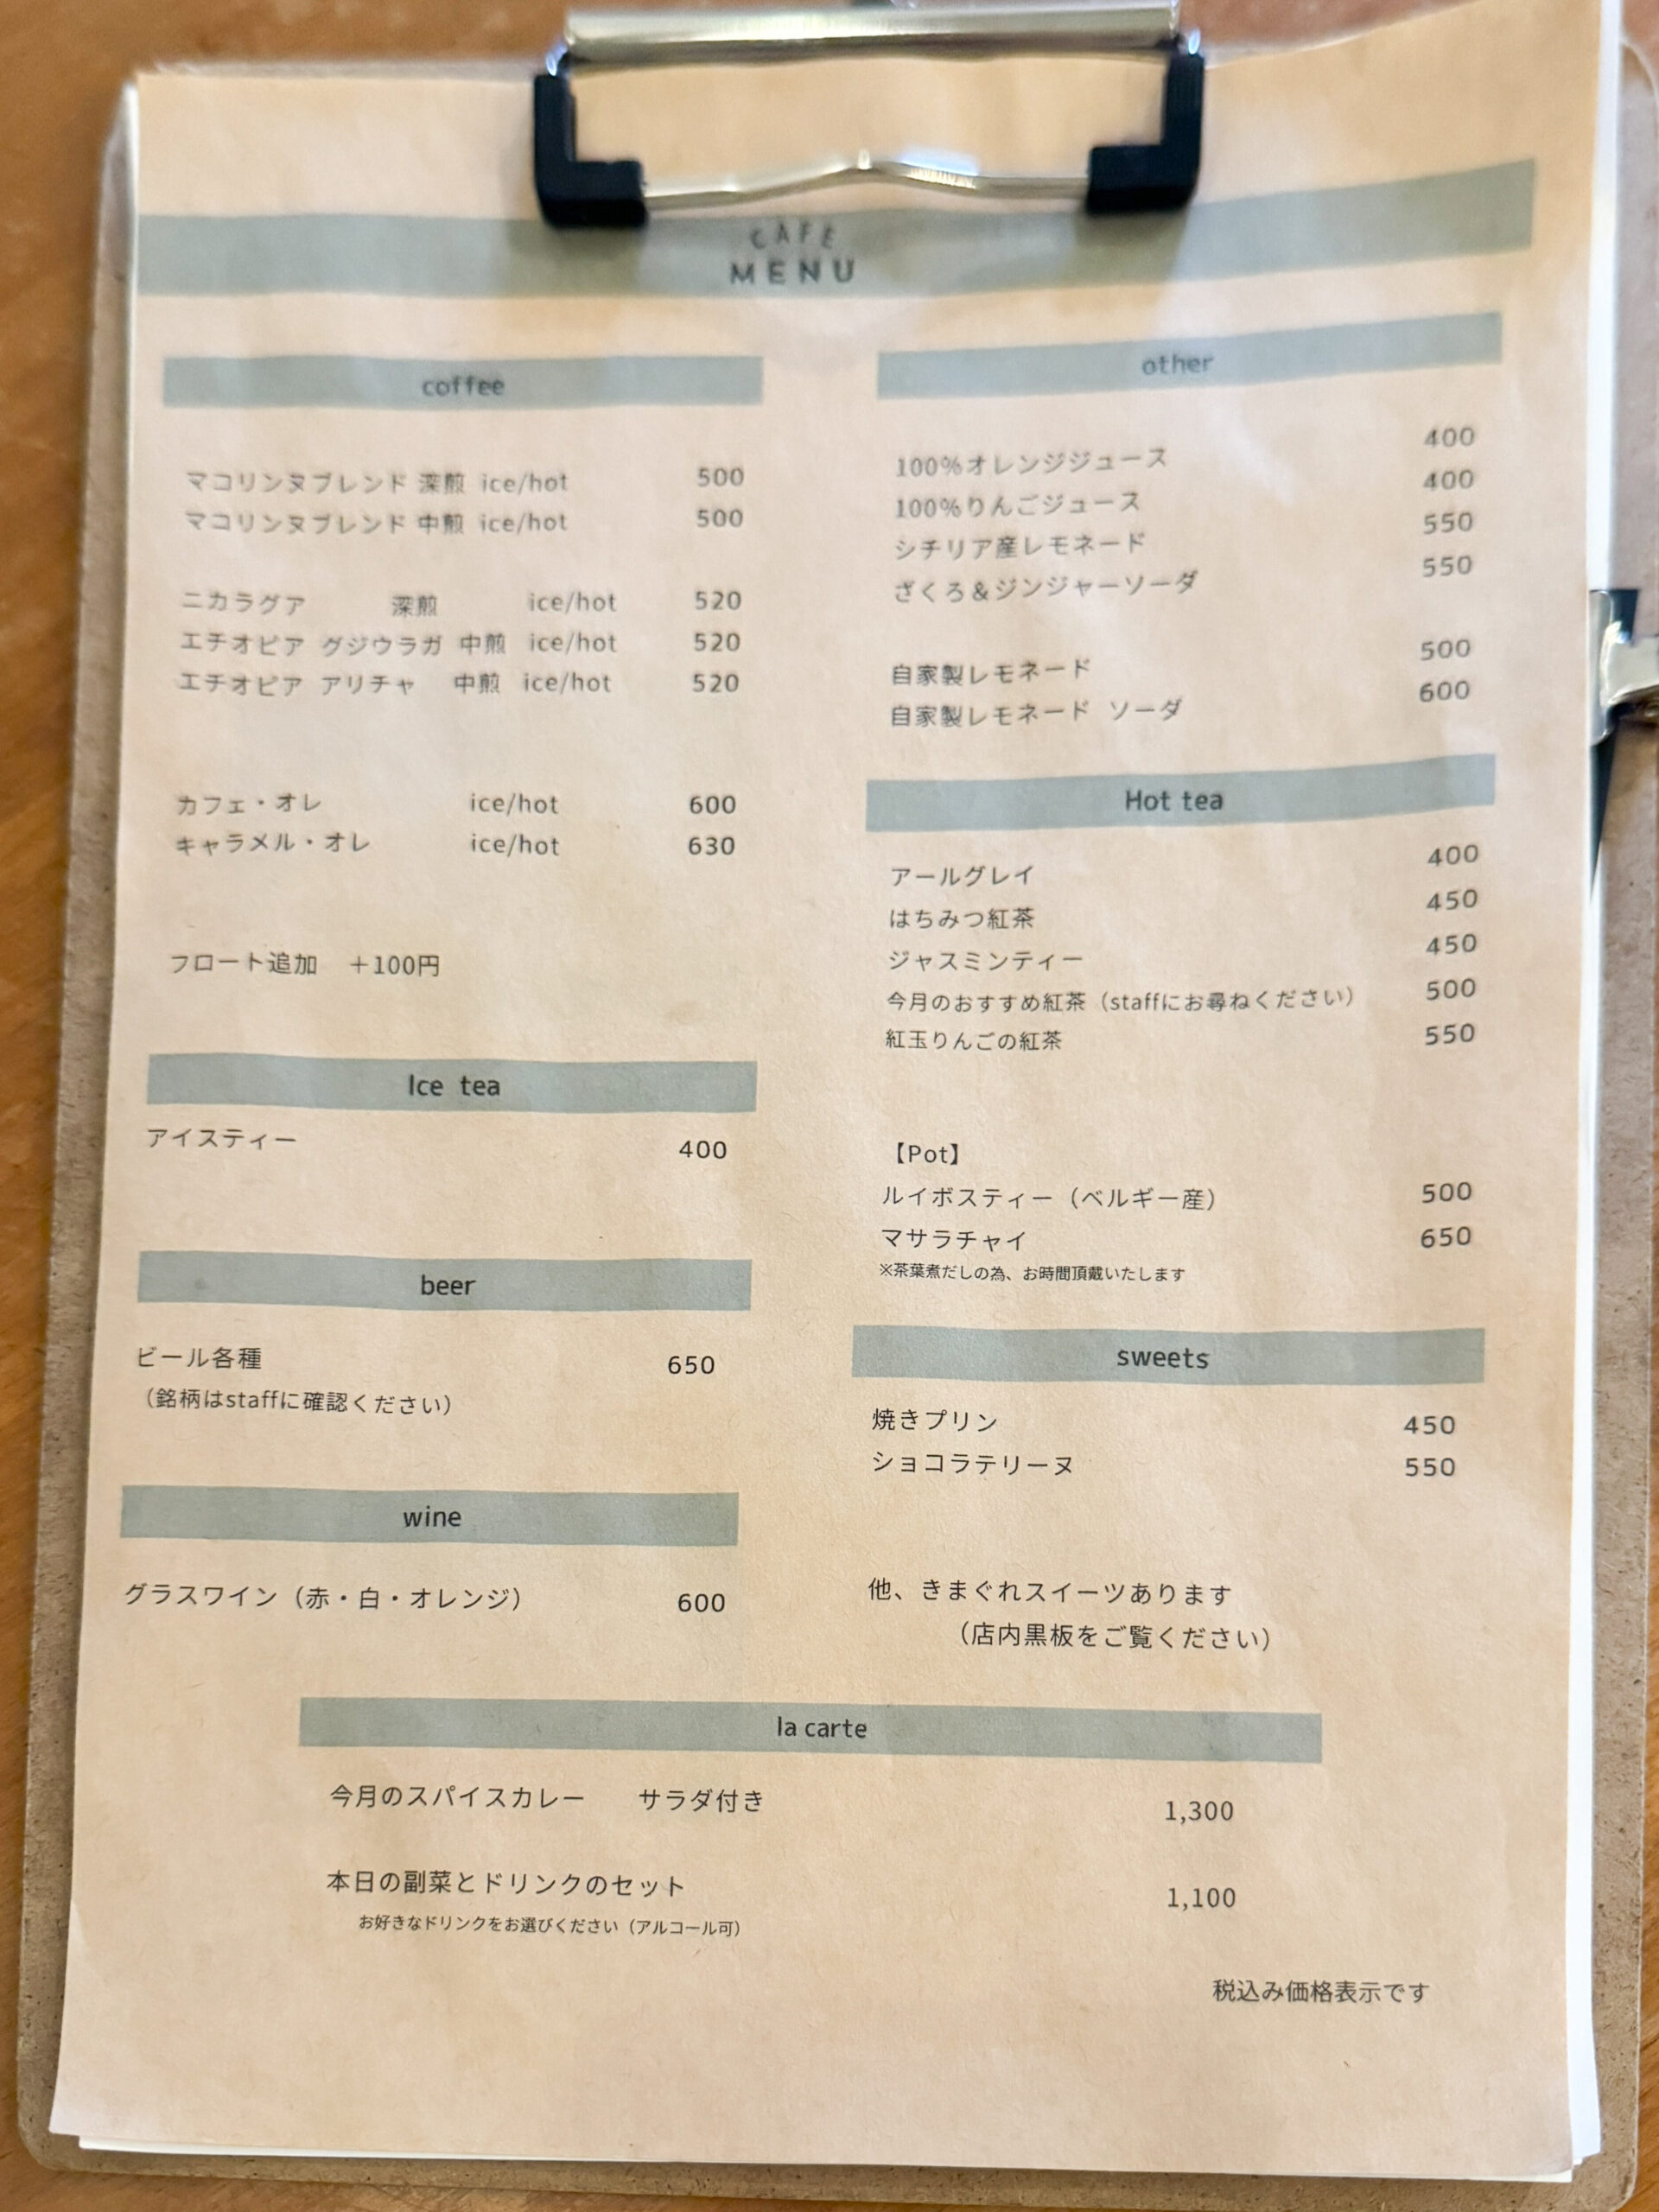 CAFE
MENU
coffee
マコリンヌブレンド 深煎 ice/hot 500
マコリンヌブレンド 中煎 ice/hot 500
ニカラグア 深煎 ice/hot 520
エチオピア グジウラガ 中煎 ice/hot 520
エチオピア アリチャ 中煎 ice/hot 520
カフェ・オレ ice/hot 600
キャラメル・オレ ice/hot 630
フロート追加 +100円
Ice tea
アイスティー 400
beer
ビール各種 650
（銘柄はstaffに確認ください）
wine
グラスワイン（赤・白・オレンジ） 600
other
100%オレンジジュース 400
100%りんごジュース 400
シチリア産レモネード 550
ざくろ＆ジンジャーソーダ 550
自家製レモネード 500
自家製レモネード ソーダ 600
Hot tea
アールグレイ 400
はちみつ紅茶 450
ジャスミンティー 450
今月のおすすめ紅茶（staffにお尋ねください） 500
紅玉りんごの紅茶 550
【Pot】
ルイボスティー（ベルギー産） 500
マサラチャイ 650
※茶葉煮だしの為、お時間頂戴いたします
sweets
焼きプリン 450
ショコラテリーヌ 550
他、きまぐれスイーツあります
（店内黒板をご覧ください）
la carte
今月のスパイスカレー サラダ付き 1,300
本日の副菜とドリンクのセット 1,100
お好きなドリンクをお選びください（アルコール可）
税込み価格表示です